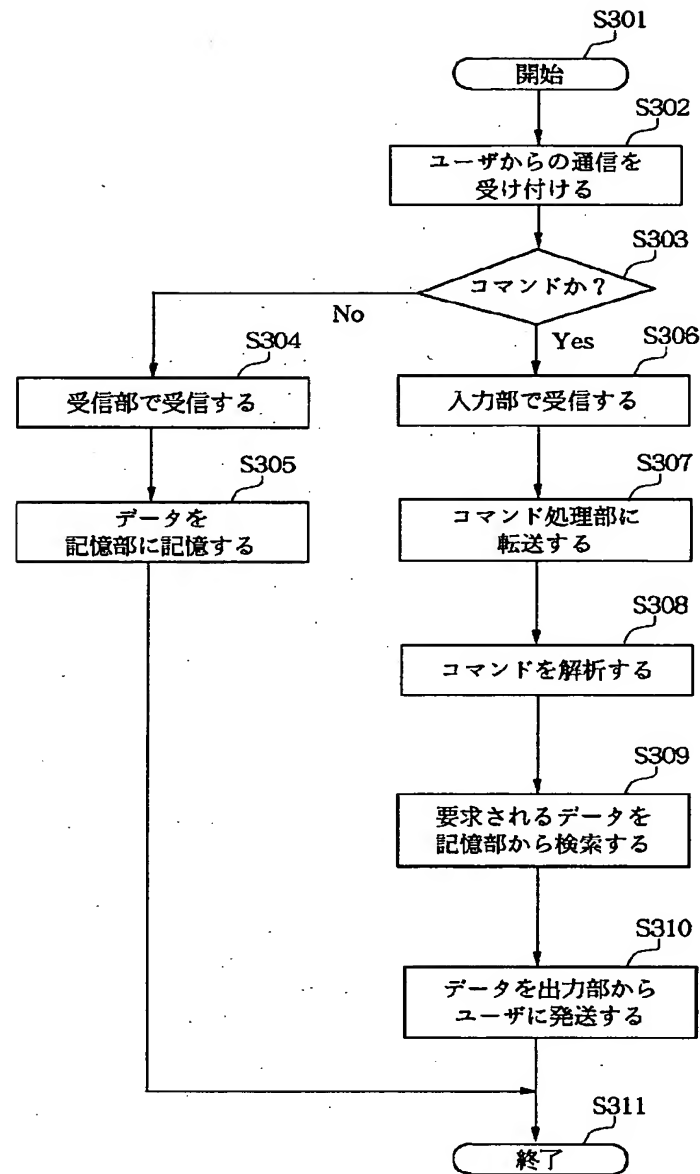 S301
開始
S302
ユーザからの通信を
受け付ける
S303
コマンドか？
No
Yes
S304
受信部で受信する
S305
データを
記憶部に記憶する
S306
入力部で受信する
S307
コマンド処理部に
転送する
S308
コマンドを解析する
S309
要求されるデータを
記憶部から検索する
S310
データを出力部から
ユーザに発送する
S311
終了